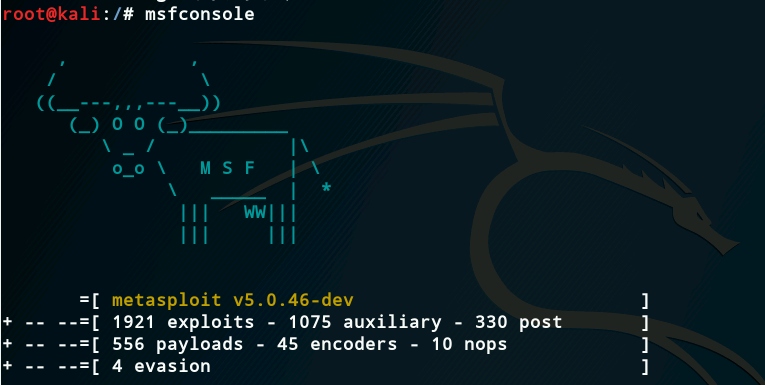 root@kali:/# msfconsole
     ,           ,
    /             \
   ((__---,,,---__))
      (_) O O (_)_________
         \ _ /            |\
          o_o \   M S F   | \
               \   _____  |  *
                |||   WW|||
                |||     |||
       =[ metasploit v5.0.46-dev                          ]
+ -- --=[ 1921 exploits - 1075 auxiliary - 330 post       ]
+ -- --=[ 556 payloads - 45 encoders - 10 nops            ]
+ -- --=[ 4 evasion                                       ]